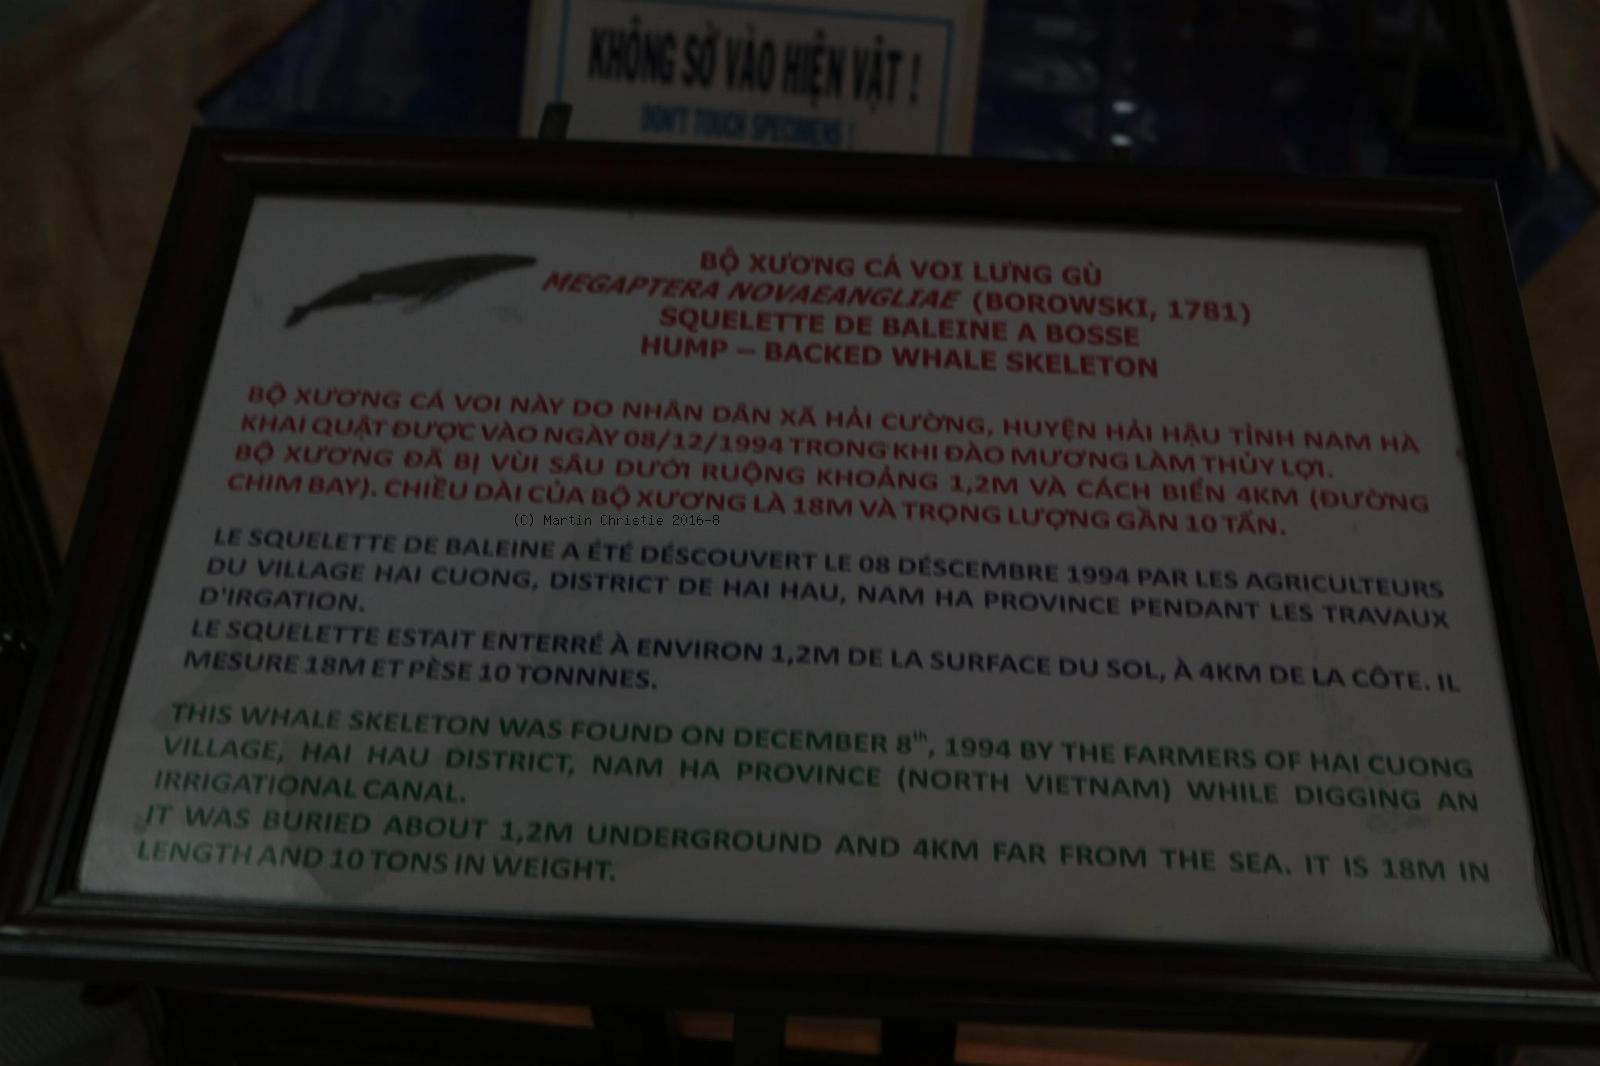 KHÔNG SỜ VÀO HIỆN VẬT !
DON'T TOUCH SPECIMENS !
BỘ XƯƠNG CÁ VOI LƯNG GÙ
MEGAPTERA NOVAEANGLIAE (BOROWSKI, 1781)
SQUELETTE DE BALEINE A BOSSE
HUMP – BACKED WHALE SKELETON
BỘ XƯƠNG CÁ VOI NÀY DO NHÂN DÂN XÃ HẢI CƯỜNG, HUYỆN HẢI HẬU TỈNH NAM HÀ
KHAI QUẬT ĐƯỢC VÀO NGÀY 08/12/1994 TRONG KHI ĐÀO MƯƠNG LÀM THỦY LỢI.
BỘ XƯƠNG ĐÃ BỊ VÙI SÂU DƯỚI RUỘNG KHOẢNG 1,2M VÀ CÁCH BIỂN 4KM (ĐƯỜNG
CHIM BAY). CHIỀU DÀI CỦA BỘ XƯƠNG LÀ 18M VÀ TRỌNG LƯỢNG GẦN 10 TẤN.
(C) Martin Christie 2016-8
LE SQUELETTE DE BALEINE A ÉTÉ DÉSCOUVERT LE 08 DÉSCEMBRE 1994 PAR LES AGRICULTEURS
DU VILLAGE HAI CUONG, DISTRICT DE HAI HAU, NAM HA PROVINCE PENDANT LES TRAVAUX
D'IRGATION.
LE SQUELETTE ESTAIT ENTERRÉ À ENVIRON 1,2M DE LA SURFACE DU SOL, À 4KM DE LA CÔTE. IL
MESURE 18M ET PÈSE 10 TONNNES.
THIS WHALE SKELETON WAS FOUND ON DECEMBER 8th, 1994 BY THE FARMERS OF HAI CUONG
VILLAGE, HAI HAU DISTRICT, NAM HA PROVINCE (NORTH VIETNAM) WHILE DIGGING AN
IRRIGATIONAL CANAL.
IT WAS BURIED ABOUT 1,2M UNDERGROUND AND 4KM FAR FROM THE SEA. IT IS 18M IN
LENGTH AND 10 TONS IN WEIGHT.